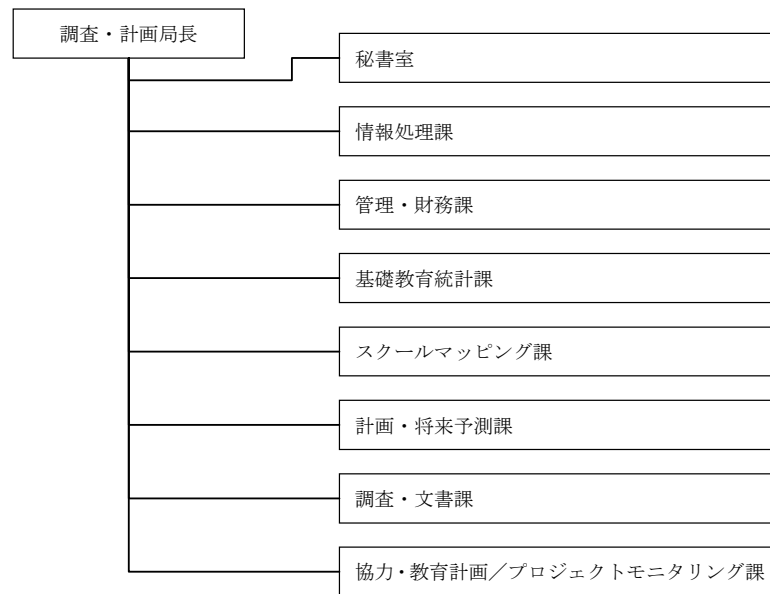 調査・計画局長
秘書室
情報処理課
管理・財務課
基礎教育統計課
スクールマッピング課
計画・将来予測課
調査・文書課
協力・教育計画／プロジェクトモニタリング課